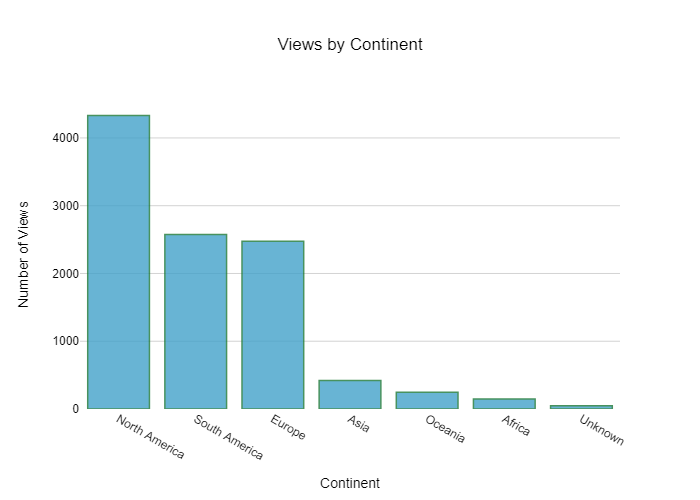 Views by Continent
Number of Views
4000
3000
2000
1000
0
North America
South America
Europe
Asia
Oceania
Africa
Unknown
Continent